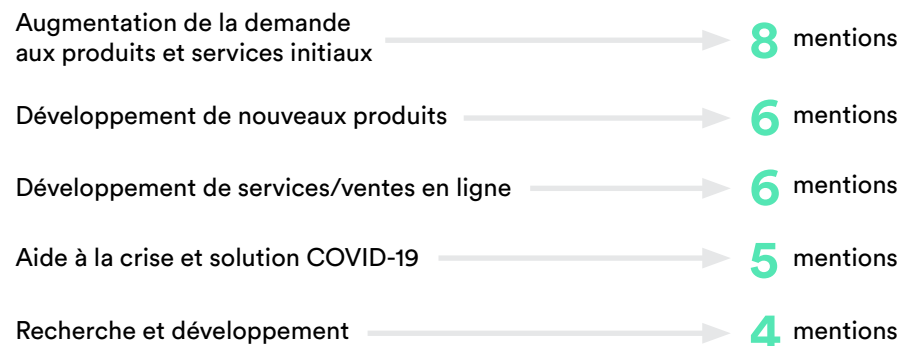 Augmentation de la demande
aux produits et services initiaux
8 mentions
Développement de nouveaux produits
6 mentions
Développement de services/ventes en ligne
6 mentions
Aide à la crise et solution COVID-19
5 mentions
Recherche et développement
4 mentions